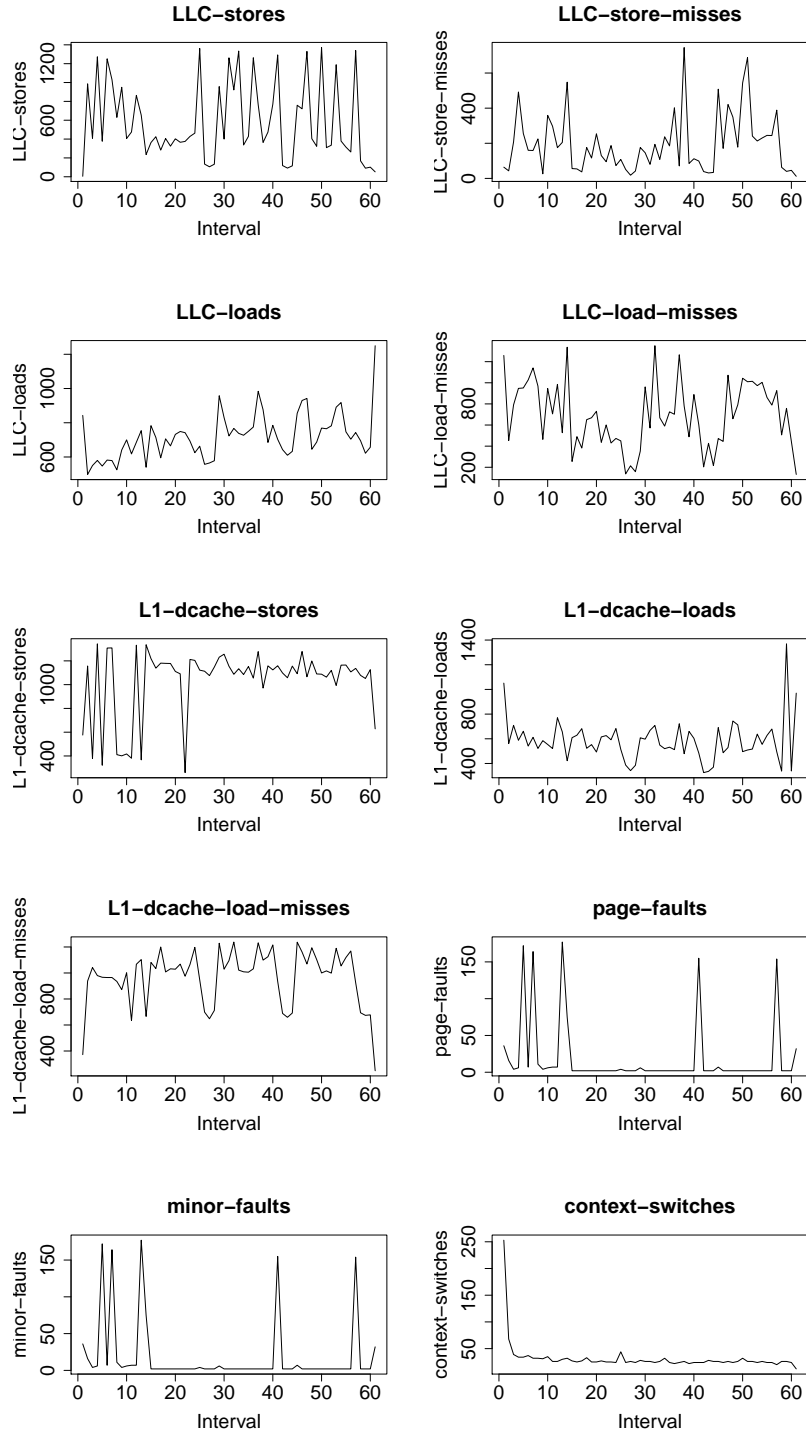 LLC−stores
LLC−stores
0 600 1200
0 10 20 30 40 50 60
Interval
LLC−store−misses
LLC−store−misses
0 400
0 10 20 30 40 50 60
Interval
LLC−loads
LLC−loads
600 1000
0 10 20 30 40 50 60
Interval
LLC−load−misses
LLC−load−misses
200 800
0 10 20 30 40 50 60
Interval
L1−dcache−stores
L1−dcache−stores
400 1000
0 10 20 30 40 50 60
Interval
L1−dcache−loads
L1−dcache−loads
400 800 1400
0 10 20 30 40 50 60
Interval
L1−dcache−load−misses
L1−dcache−load−misses
400 800
0 10 20 30 40 50 60
Interval
page−faults
page−faults
0 50 150
0 10 20 30 40 50 60
Interval
minor−faults
minor−faults
0 50 150
0 10 20 30 40 50 60
Interval
context−switches
context−switches
50 150 250
0 10 20 30 40 50 60
Interval